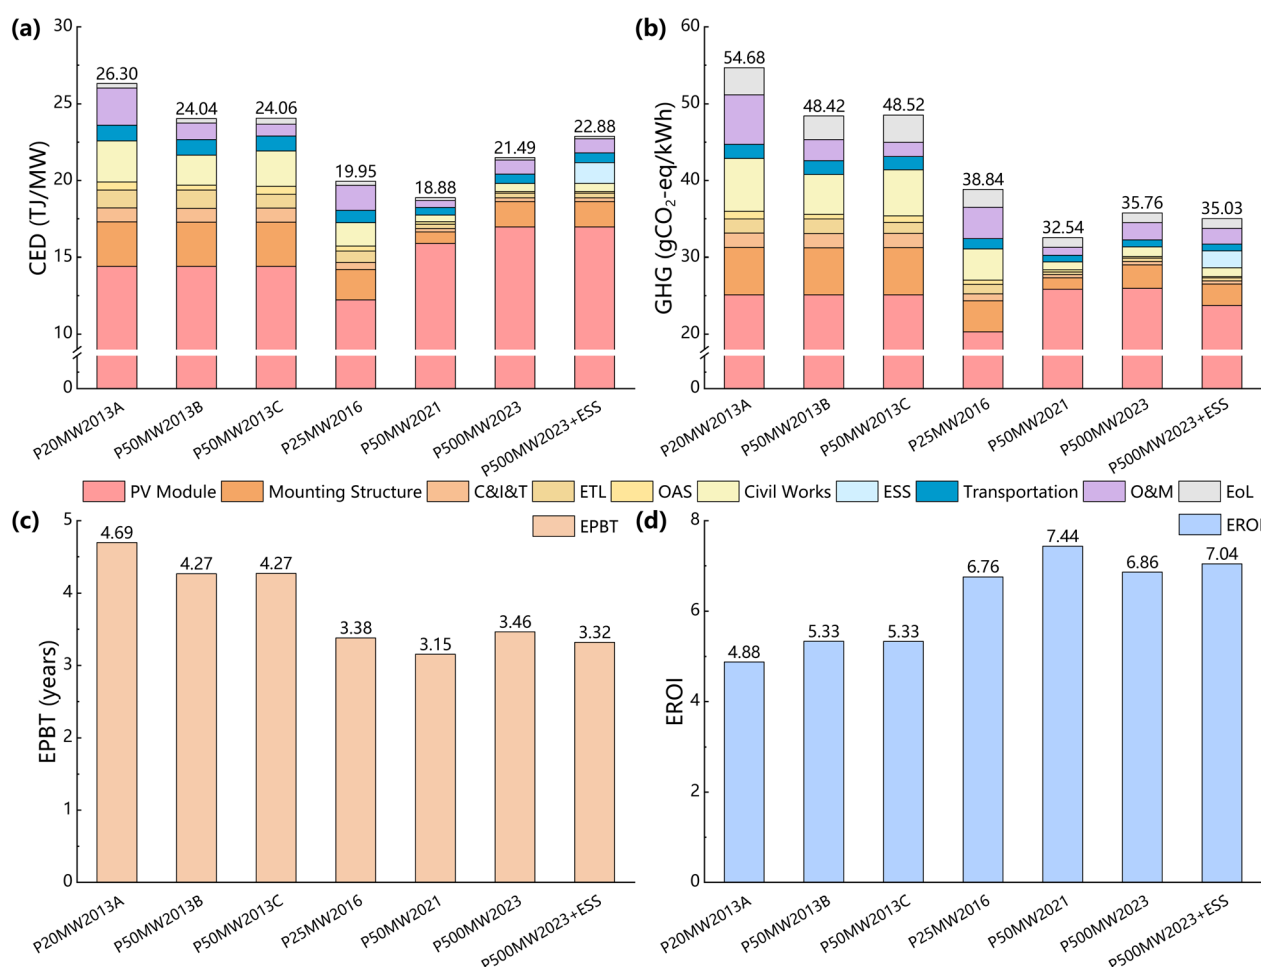 (a)
CED (TJ/MW)
30
25
20
15
10
0
26.30
24.04
24.06
19.95
18.88
21.49
22.88
P20MW2013A
P50MW2013B
P50MW2013C
P25MW2016
P50MW2021
P500MW2023
P500MW2023+ESS
(b)
GHG (gCO₂-eq/kWh)
60
50
40
30
20
0
54.68
48.42
48.52
38.84
32.54
35.76
35.03
P20MW2013A
P50MW2013B
P50MW2013C
P25MW2016
P50MW2021
P500MW2023
P500MW2023+ESS
PV Module Mounting Structure C&I&T ETL OAS Civil Works ESS Transportation O&M EoL
(c)
EPBT
EPBT (years)
5
4
3
2
1
0
4.69
4.27
4.27
3.38
3.15
3.46
3.32
P20MW2013A
P50MW2013B
P50MW2013C
P25MW2016
P50MW2021
P500MW2023
P500MW2023+ESS
(d)
EROI
EROI
8
6
4
2
0
4.88
5.33
5.33
6.76
7.44
6.86
7.04
P20MW2013A
P50MW2013B
P50MW2013C
P25MW2016
P50MW2021
P500MW2023
P500MW2023+ESS